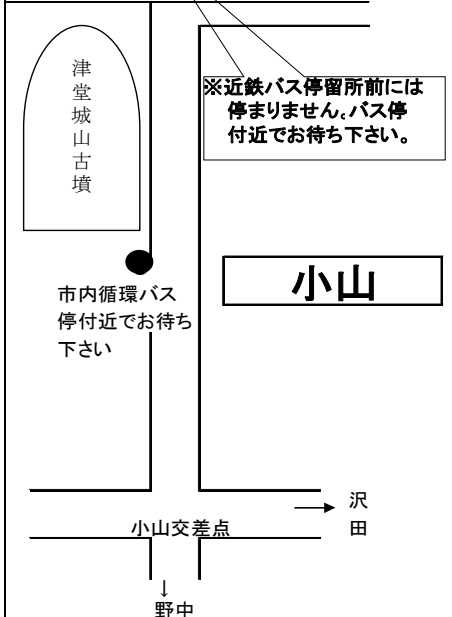 津堂城山古墳
※近鉄バス停留所前には
停まりません。バス停
付近でお待ち下さい。
小山
市内循環バス
停付近でお待ち
下さい
→ 沢田
小山交差点
↓
野中